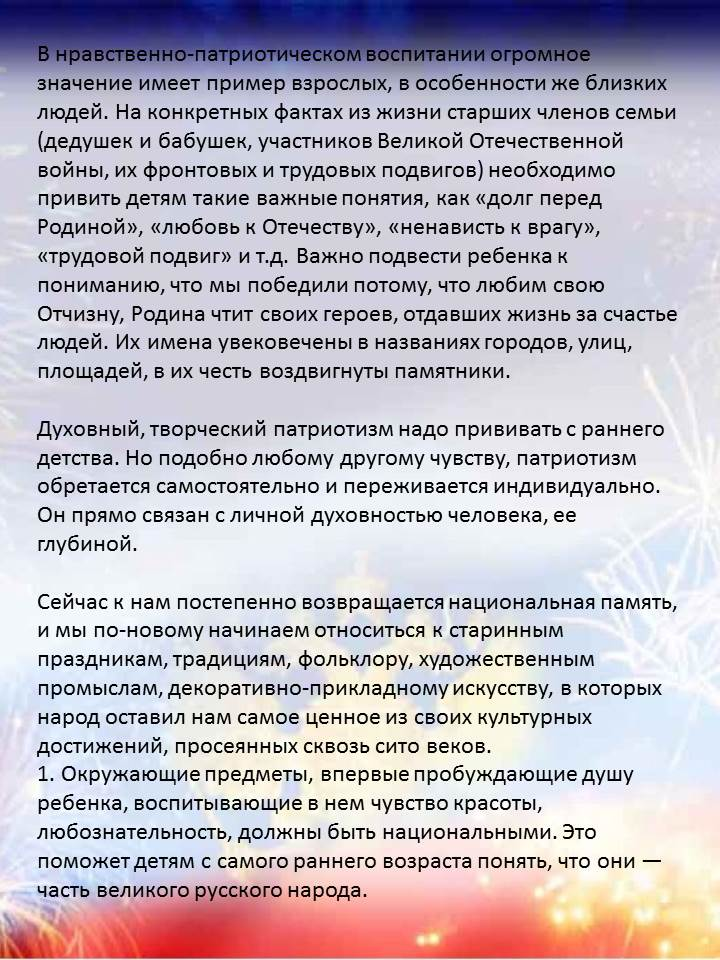 В нравственно-патриотическом воспитании огромное
значение имеет пример взрослых, в особенности же близких
людей. На конкретных фактах из жизни старших членов семьи
(дедушек и бабушек, участников Великой Отечественной
войны, их фронтовых и трудовых подвигов) необходимо
привить детям такие важные понятия, как «долг перед
Родиной», «любовь к Отечеству», «ненависть к врагу»,
«трудовой подвиг» и т.д. Важно подвести ребенка к
пониманию, что мы победили потому, что любим свою
Отчизну, Родина чтит своих героев, отдавших жизнь за счастье
людей. Их имена увековечены в названиях городов, улиц,
площадей, в их честь воздвигнуты памятники.
Духовный, творческий патриотизм надо прививать с раннего
детства. Но подобно любому другому чувству, патриотизм
обретается самостоятельно и переживается индивидуально.
Он прямо связан с личной духовностью человека, ее
глубиной.
Сейчас к нам постепенно возвращается национальная память,
и мы по-новому начинаем относиться к старинным
праздникам, традициям, фольклору, художественным
промыслам, декоративно-прикладному искусству, в которых
народ оставил нам самое ценное из своих культурных
достижений, просеянных сквозь сито веков.
1. Окружающие предметы, впервые пробуждающие душу
ребенка, воспитывающие в нем чувство красоты,
любознательность, должны быть национальными. Это
поможет детям с самого раннего возраста понять, что они —
часть великого русского народа.